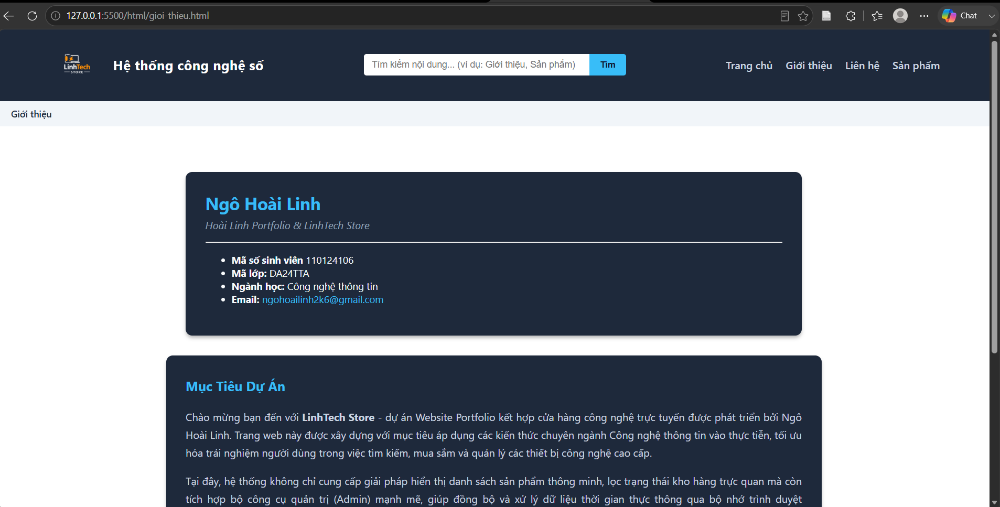 127.0.0.1:5500/html/gioi-thieu.html
Chat
LinhTech
STORE
Hệ thống công nghệ số
Tìm kiếm nội dung... (ví dụ: Giới thiệu, Sản phẩm)
Tìm
Trang chủ
Giới thiệu
Liên hệ
Sản phẩm
Giới thiệu
Ngô Hoài Linh
Hoài Linh Portfolio & LinhTech Store
Mã số sinh viên 110124106
Mã lớp: DA24TTA
Ngành học: Công nghệ thông tin
Email: ngohoailinh2k6@gmail.com
Mục Tiêu Dự Án
Chào mừng bạn đến với LinhTech Store - dự án Website Portfolio kết hợp cửa hàng công nghệ trực tuyến được phát triển bởi Ngô
Hoài Linh. Trang web này được xây dựng với mục tiêu áp dụng các kiến thức chuyên ngành Công nghệ thông tin vào thực tiễn, tối ưu
hóa trải nghiệm người dùng trong việc tìm kiếm, mua sắm và quản lý các thiết bị công nghệ cao cấp.
Tại đây, hệ thống không chỉ cung cấp giải pháp hiển thị danh sách sản phẩm thông minh, lọc trạng thái kho hàng trực quan mà còn
tích hợp bộ công cụ quản trị (Admin) mạnh mẽ, giúp đồng bộ và xử lý dữ liệu thời gian thực thông qua bộ nhớ trình duyệt